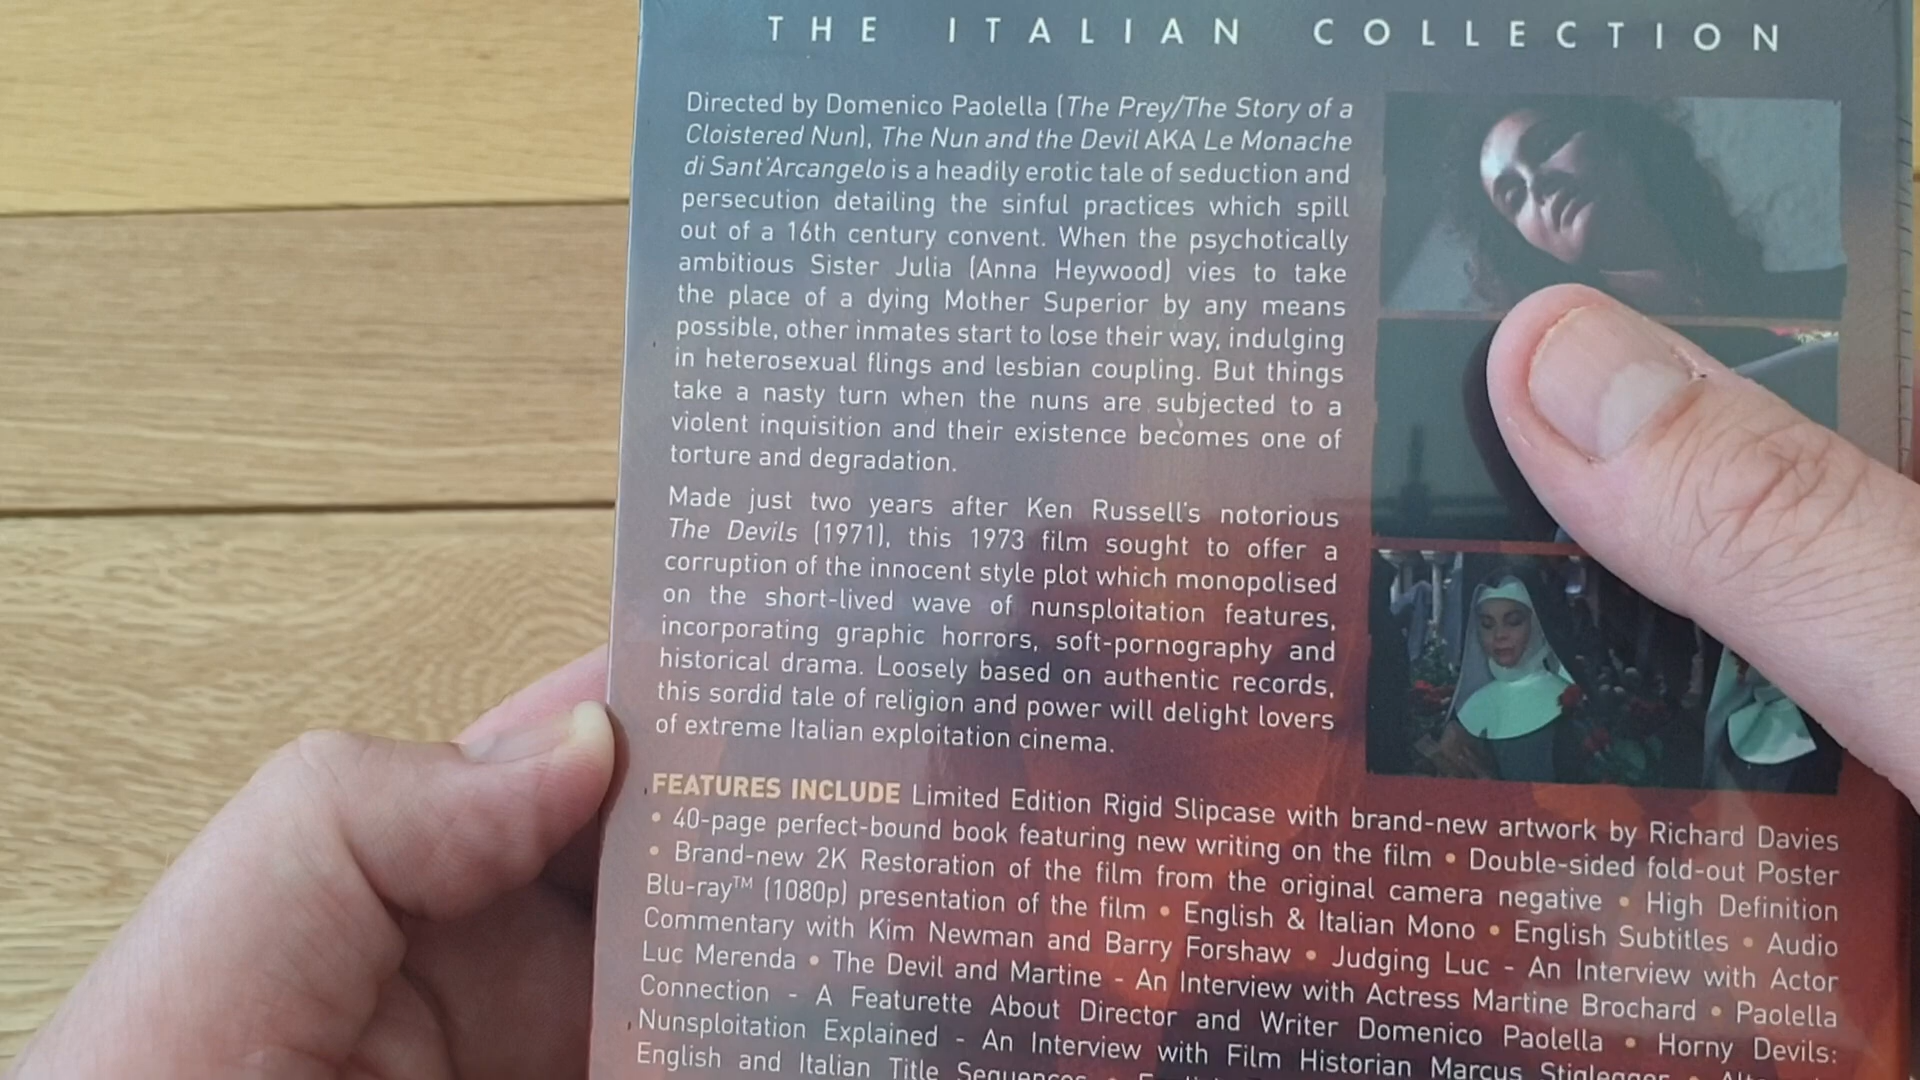 THE ITALIAN COLLECTION
Directed by Domenico Paolella (The Prey/The Story of a
Cloistered Nun), The Nun and the Devil AKA Le Monache
di Sant'Arcangelo is a headily erotic tale of seduction and
persecution detailing the sinful practices which spill
out of a 16th century convent. When the psychotically
ambitious Sister Julia (Anna Heywood) vies to take
the place of a dying Mother Superior by any means
possible, other inmates start to lose their way, indulging
in heterosexual flings and lesbian coupling. But things
take a nasty turn when the nuns are subjected to a
violent inquisition and their existence becomes one of
torture and degradation.
Made just two years after Ken Russell's notorious
The Devils (1971), this 1973 film sought to offer a
corruption of the innocent style plot which monopolised
on the short-lived wave of nunsploitation features,
incorporating graphic horrors, soft-pornography and
historical drama. Loosely based on authentic records,
this sordid tale of religion and power will delight lovers
of extreme Italian exploitation cinema.
FEATURES INCLUDE Limited Edition Rigid Slipcase with brand-new artwork by Richard Davies
• 40-page perfect-bound book featuring new writing on the film • Double-sided fold-out Poster
• Brand-new 2K Restoration of the film from the original camera negative • High Definition
Blu-ray™ (1080p) presentation of the film • English & Italian Mono • English Subtitles • Audio
Commentary with Kim Newman and Barry Forshaw • Judging Luc - An Interview with Actor
Luc Merenda • The Devil and Martine - An Interview with Actress Martine Brochard • Paolella
Connection - A Featurette About Director and Writer Domenico Paolella • Horny Devils:
Nunsploitation Explained - An Interview with Film Historian Marcus Stiglegger •
English and Italian Title Sequences •